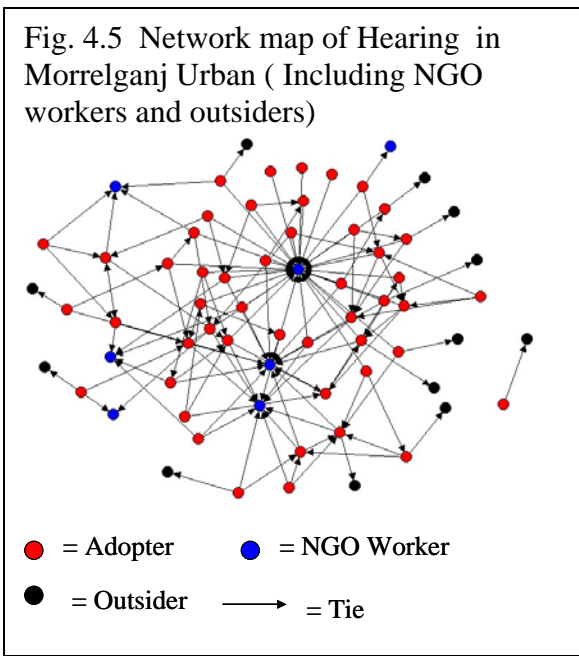 Fig. 4.5 Network map of Hearing in
Morrelganj Urban ( Including NGO
workers and outsiders)
= Adopter = NGO Worker
= Outsider = Tie